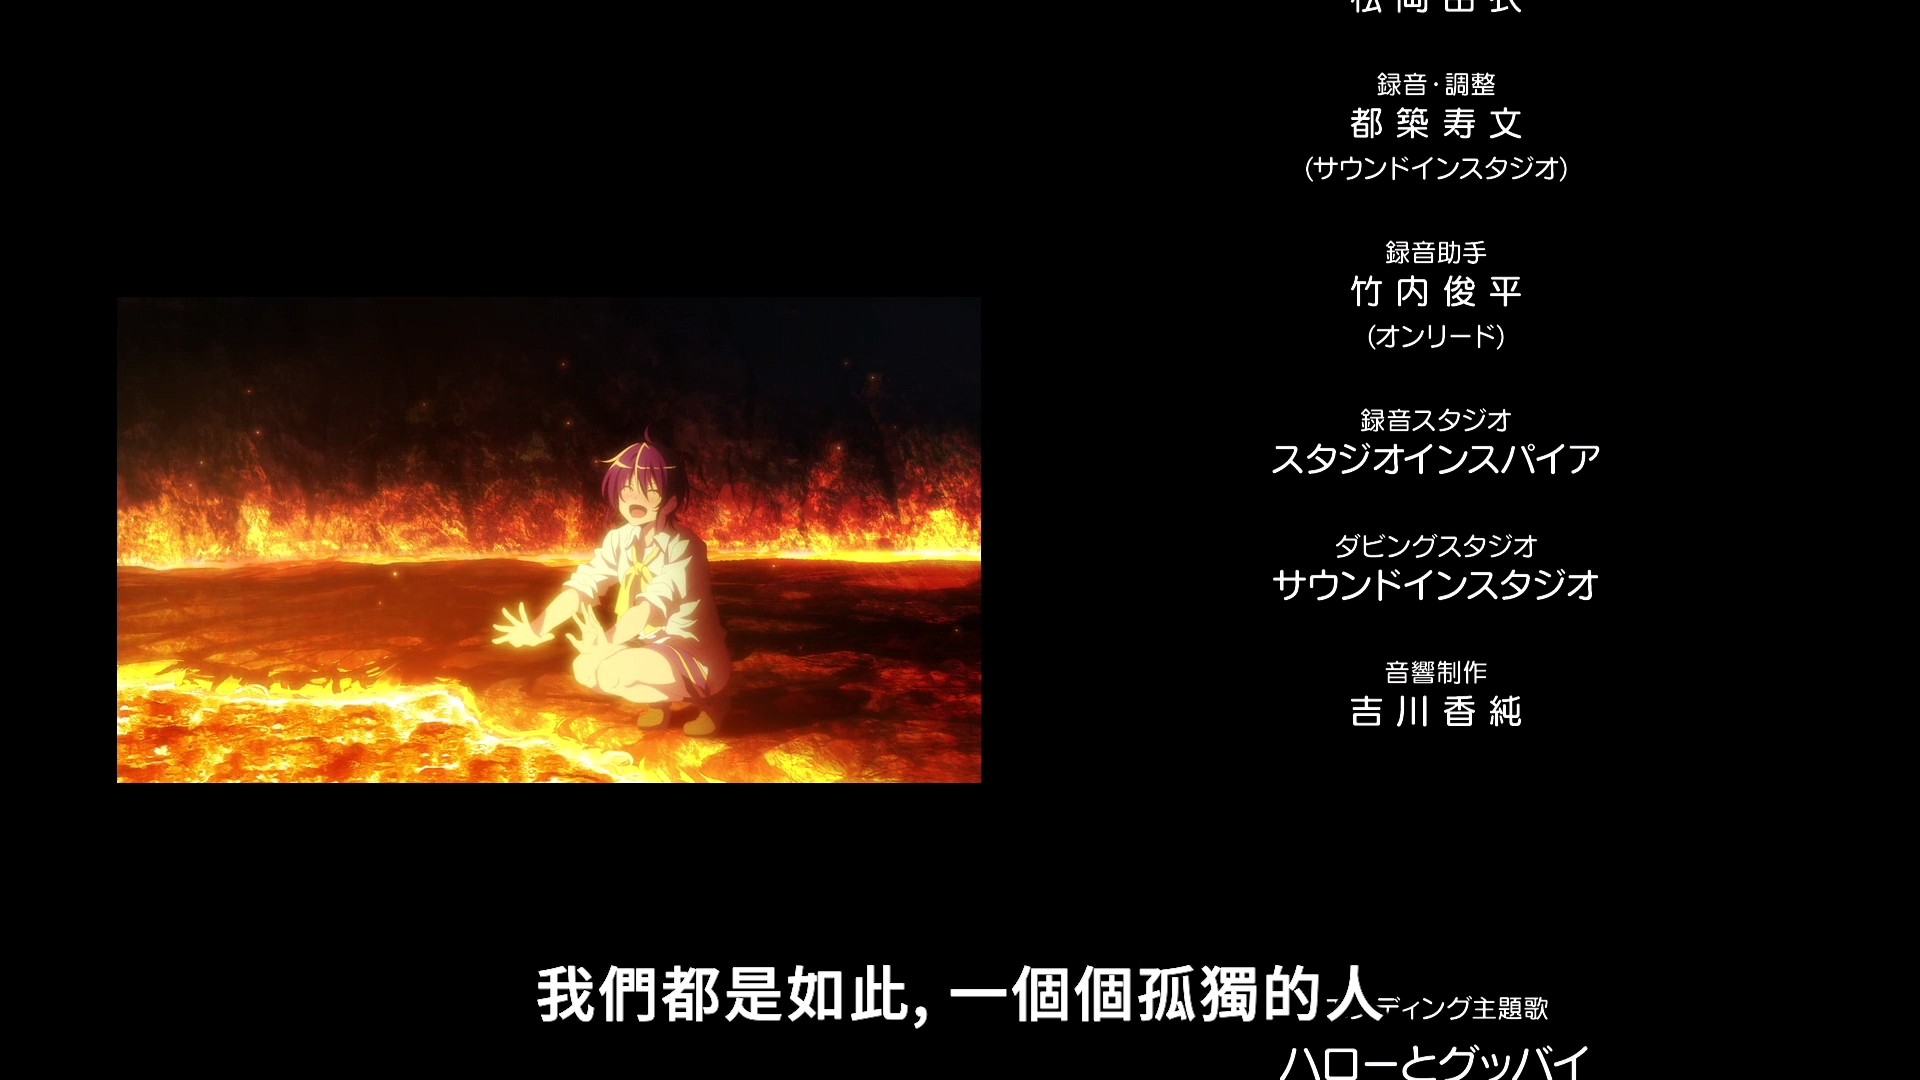 松岡由衣
録音・調整
都築寿文
(サウンドインスタジオ)
録音助手
竹内俊平
(オンリード)
録音スタジオ
スタジオインスパイア
ダビングスタジオ
サウンドインスタジオ
音響制作
吉川香純
我們都是如此, 一個個孤獨的人
ディング主題歌
ハローとグッバイ